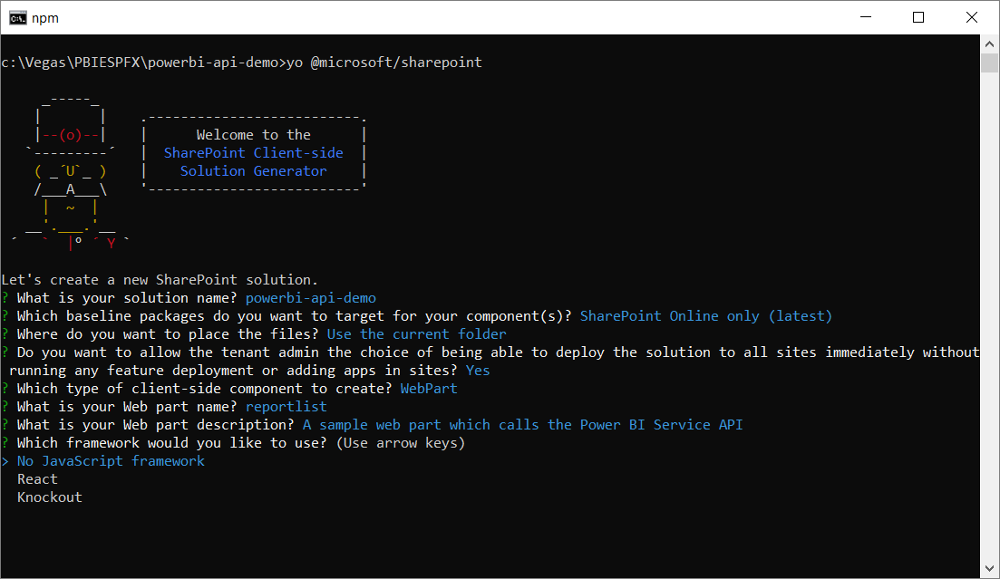 npm
c:\Vegas\PBIESPFX\powerbi-api-demo>yo @microsoft/sharepoint
     _-----_
    |       |    .--------------------------.
    |--(o)--|    |      Welcome to the      |
   `---------´   |  SharePoint Client-side  |
    ( _´U`_ )    |    Solution Generator    |
    /___A___\    '--------------------------'
     |  ~  |
   __'.___.'__
 ´   `  |° ´ Y `
Let's create a new SharePoint solution.
? What is your solution name? powerbi-api-demo
? Which baseline packages do you want to target for your component(s)? SharePoint Online only (latest)
? Where do you want to place the files? Use the current folder
? Do you want to allow the tenant admin the choice of being able to deploy the solution to all sites immediately without
 running any feature deployment or adding apps in sites? Yes
? Which type of client-side component to create? WebPart
? What is your Web part name? reportlist
? What is your Web part description? A sample web part which calls the Power BI Service API
? Which framework would you like to use? (Use arrow keys)
> No JavaScript framework
  React
  Knockout